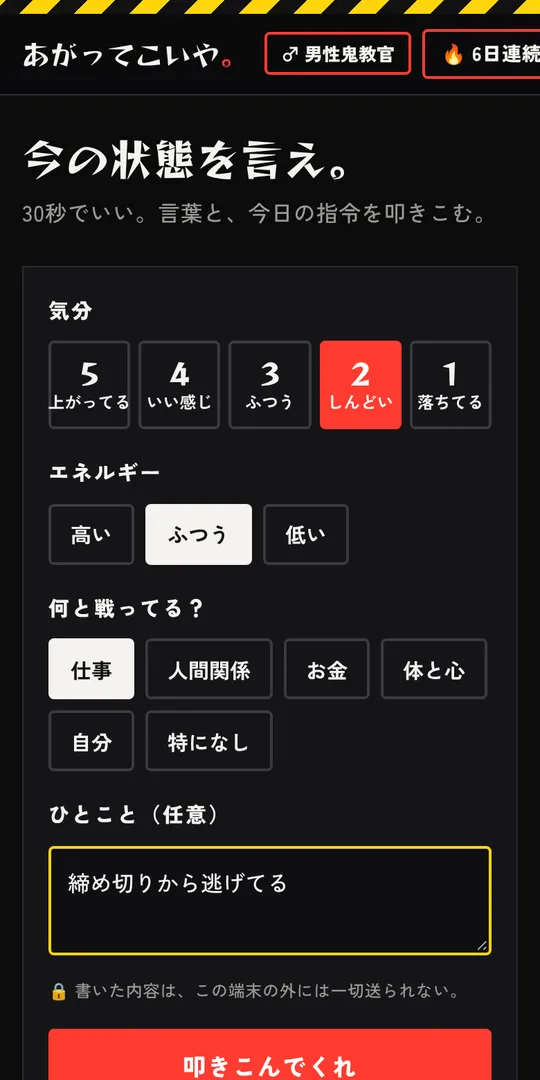 あがってこいや。
♂ 男性鬼教官
🔥 6日連続
今の状態を言え。
30秒でいい。言葉と、今日の指令を叩きこむ。
気分
5 4 3 2 1
上がってる いい感じ ふつう しんどい 落ちてる
エネルギー
高い ふつう 低い
何と戦ってる？
仕事 人間関係 お金 体と心
自分 特になし
ひとこと（任意）
締め切りから逃げてる
🔒 書いた内容は、この端末の外には一切送られない。
叩きこんでくれ